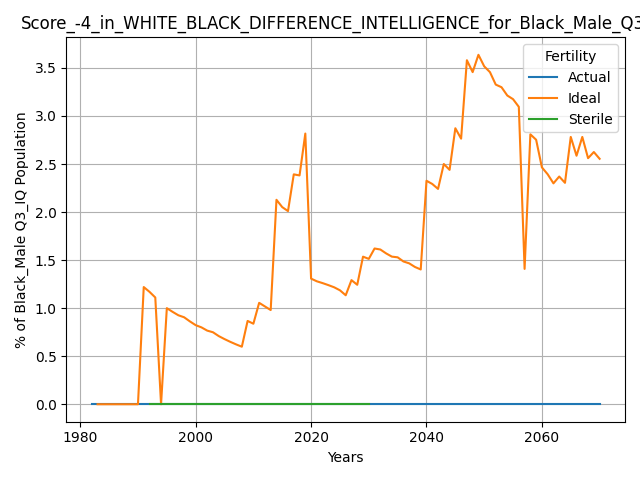 Score_-4_in_WHITE_BLACK_DIFFERENCE_INTELLIGENCE_for_Black_Male_Q3
Fertility
Actual
Ideal
Sterile
% of Black_Male Q3_IQ Population
3.5
3.0
2.5
2.0
1.5
1.0
0.5
0.0
1980 2000 2020 2040 2060
Years